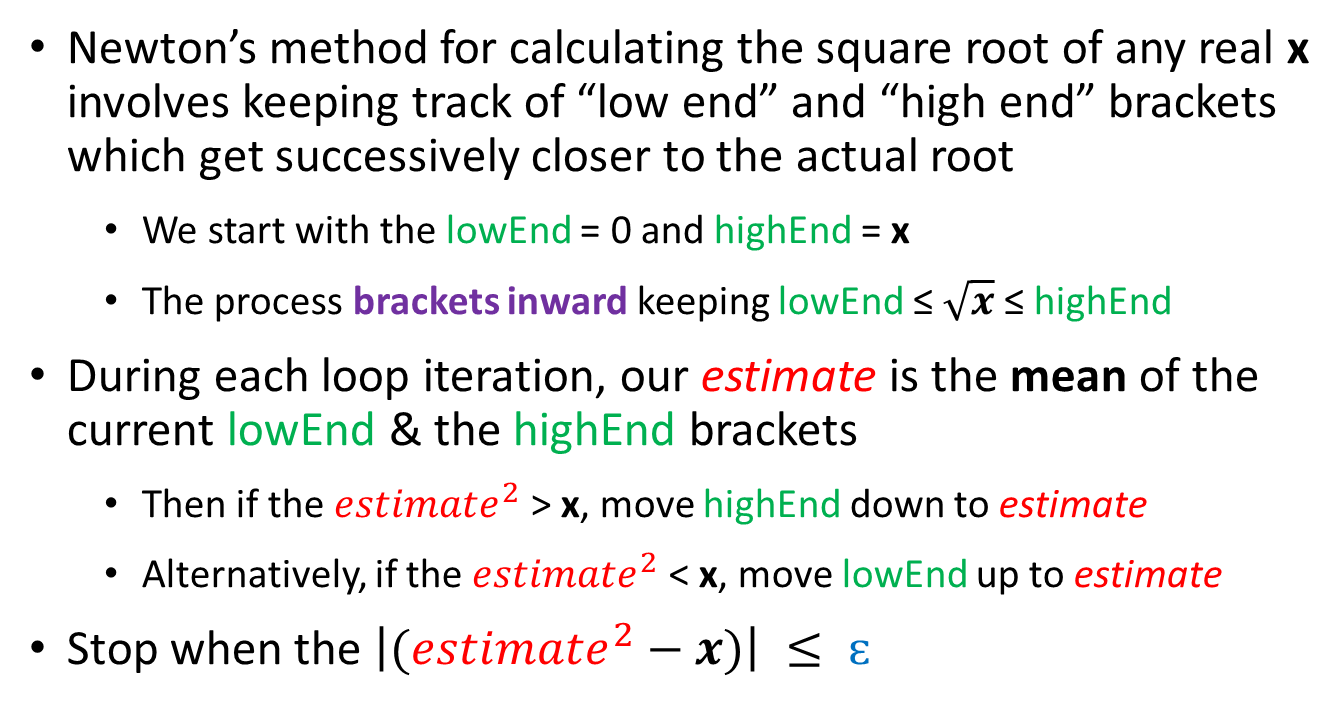 • Newton’s method for calculating the square root of any real x
involves keeping track of “low end” and “high end” brackets
which get successively closer to the actual root
• We start with the lowEnd = 0 and highEnd = x
• The process brackets inward keeping lowEnd ≤ √x ≤ highEnd
• During each loop iteration, our estimate is the mean of the
current lowEnd & the highEnd brackets
• Then if the estimate² > x, move highEnd down to estimate
• Alternatively, if the estimate² < x, move lowEnd up to estimate
• Stop when the |(estimate² − x)| ≤ ε